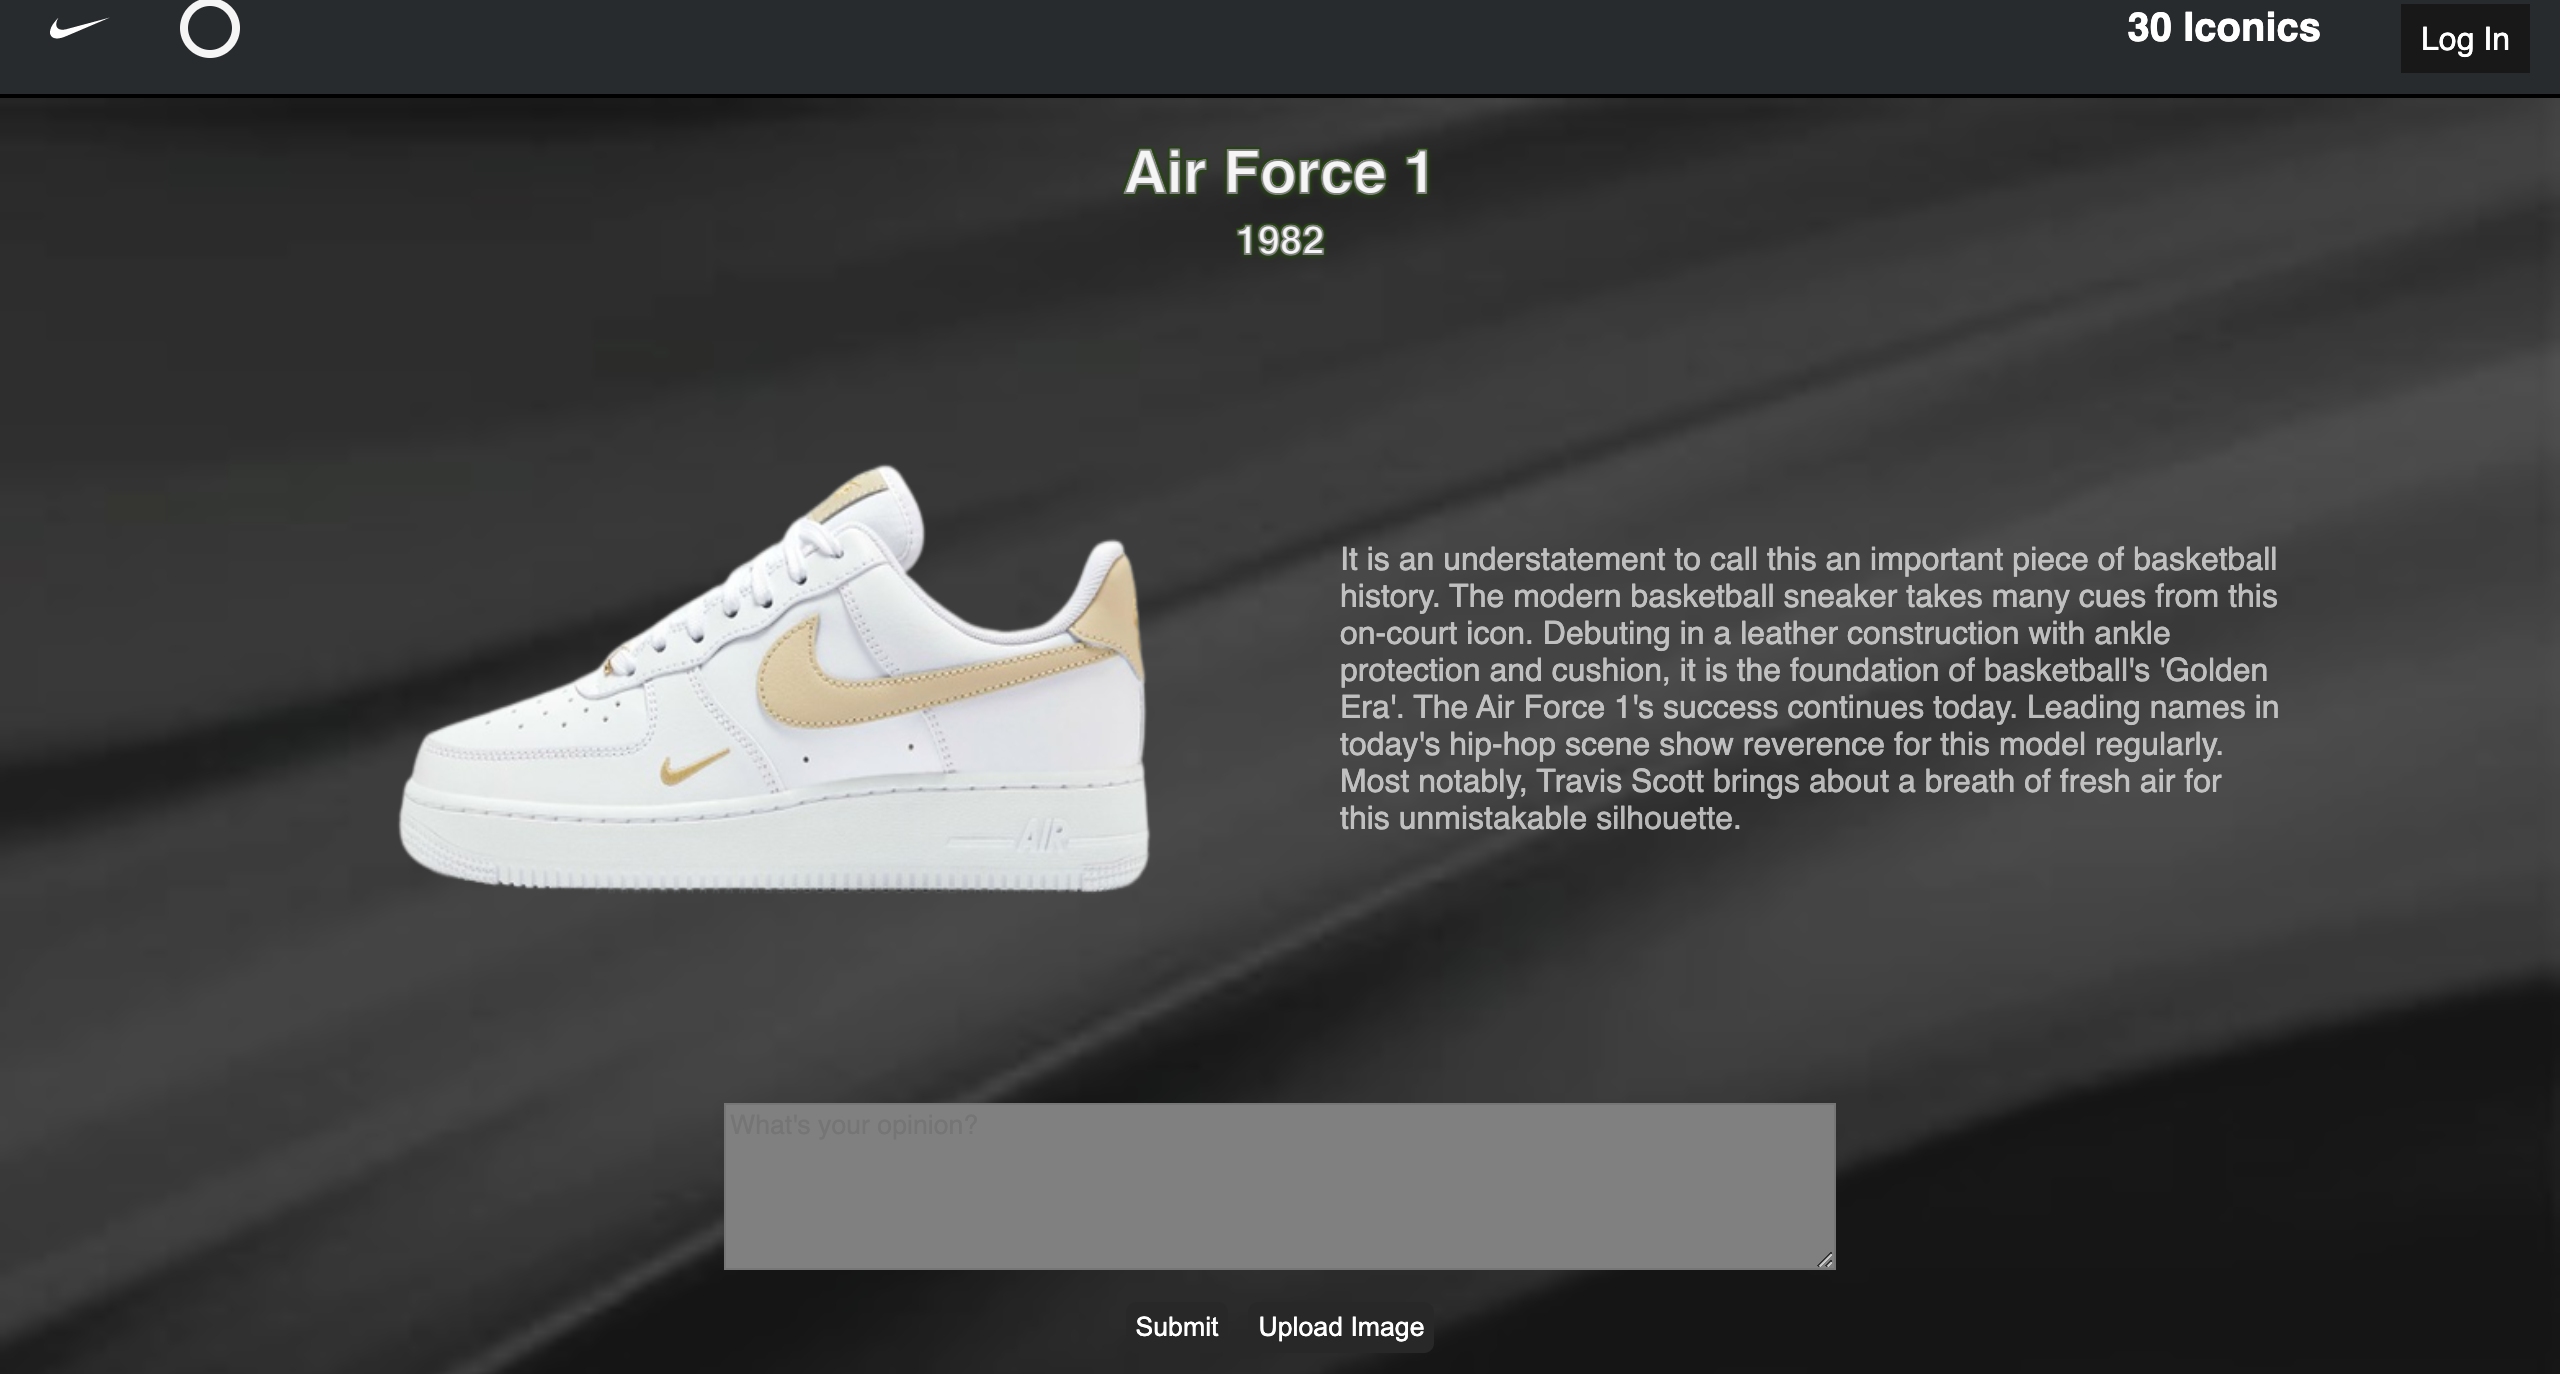 30 Iconics
Log In
Air Force 1
1982
It is an understatement to call this an important piece of basketball
history. The modern basketball sneaker takes many cues from this
on-court icon. Debuting in a leather construction with ankle
protection and cushion, it is the foundation of basketball's 'Golden
Era'. The Air Force 1's success continues today. Leading names in
today's hip-hop scene show reverence for this model regularly.
Most notably, Travis Scott brings about a breath of fresh air for
this unmistakable silhouette.
AIR
What's your opinion?
Submit
Upload Image